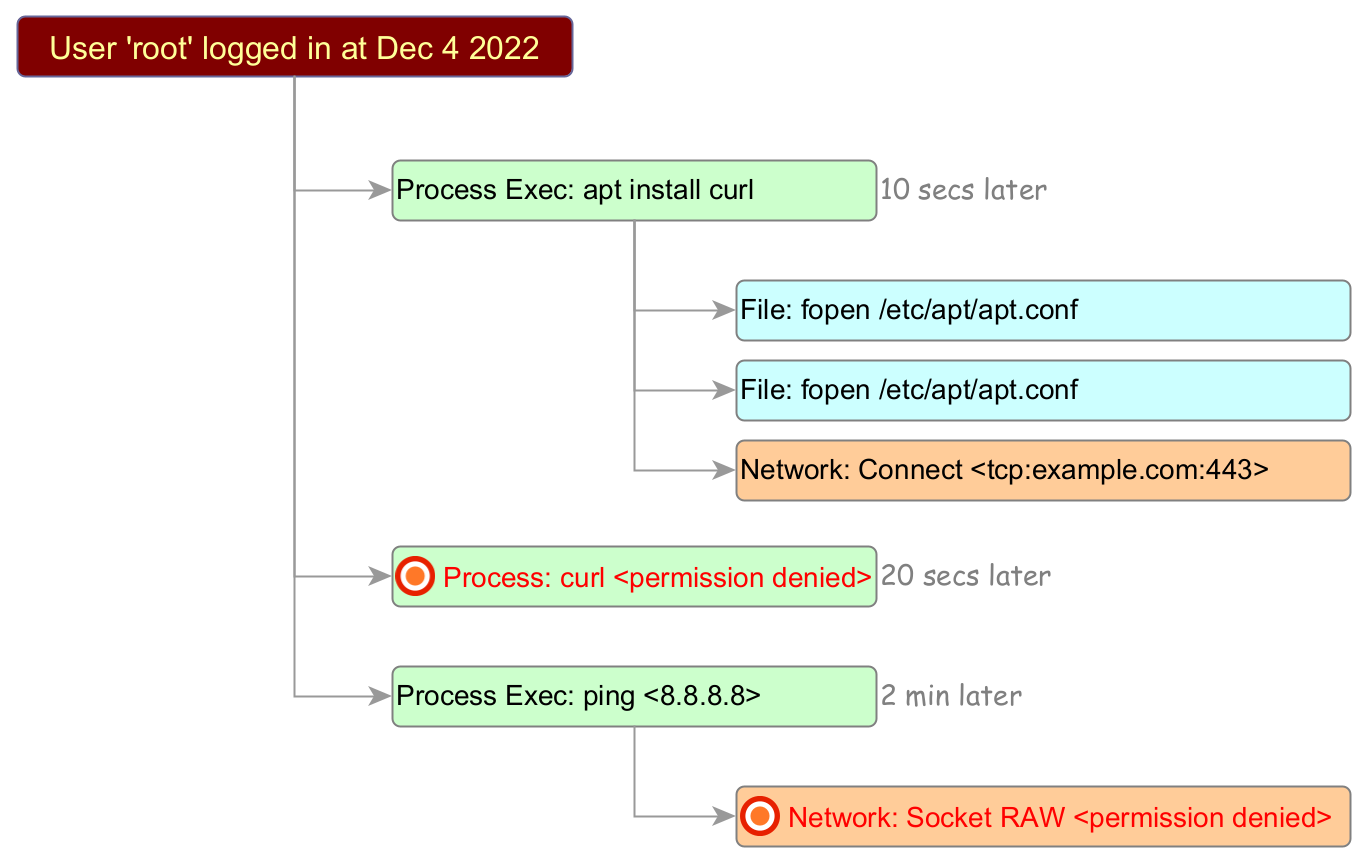 User 'root' logged in at Dec 4 2022
Process Exec: apt install curl
10 secs later
File: fopen /etc/apt/apt.conf
File: fopen /etc/apt/apt.conf
Network: Connect <tcp:example.com:443>
Process: curl <permission denied>
20 secs later
Process Exec: ping <8.8.8.8>
2 min later
Network: Socket RAW <permission denied>